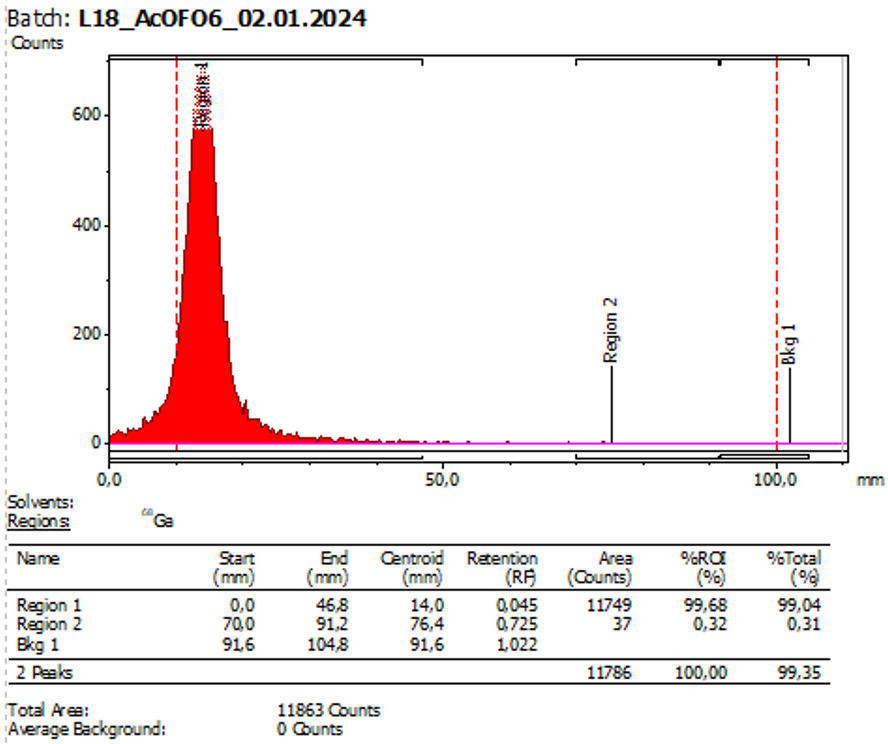 Batch: L18_AcOFO6_02.01.2024
Counts
Region 1
600
400
200
0
Region 2
Bkg 1
0,0 50,0 100,0 mm
Solvents:
Regions: ⁶⁸Ga
Name Start End Centroid Retention Area %ROI %Total
(mm) (mm) (mm) (RF) (Counts) (%) (%)
Region 1 0,0 46,8 14,0 0,045 11749 99,68 99,04
Region 2 70,0 91,2 76,4 0,725 37 0,32 0,31
Bkg 1 91,6 104,8 91,6 1,022
2 Peaks 11786 100,00 99,35
Total Area: 11863 Counts
Average Background: 0 Counts